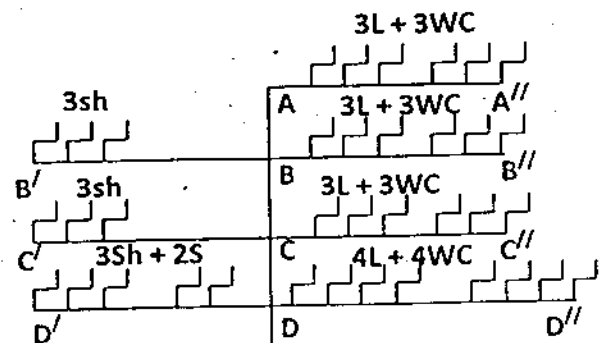 3L + 3WC
A A//
3sh 3L + 3WC
B/ B B//
3sh 3L + 3WC
C/ C C//
3Sh + 2S 4L + 4WC
D/ D D//